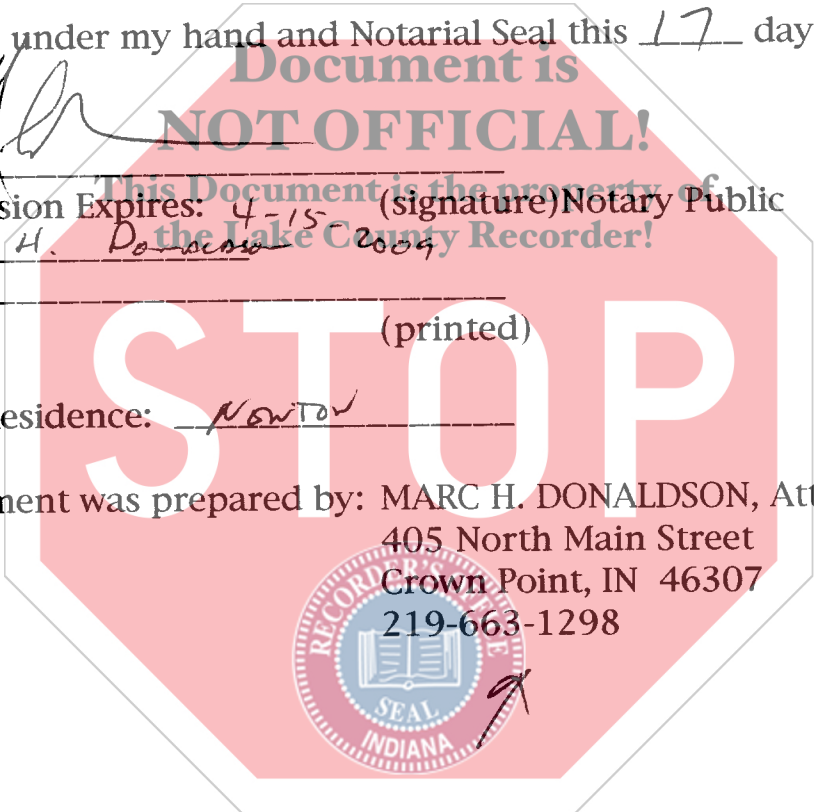 under my hand and Notarial Seal this 17 day
Document is
NOT OFFICIAL!
This Document is the property of
sion Expires: 4-15-2009 (signature)Notary Public
the Lake County Recorder!
H. Donaldson
(printed)
STOP
esidence: Newton
ment was prepared by: MARC H. DONALDSON, Att
405 North Main Street
Crown Point, IN 46307
219-663-1298
RECORDER'S OFFICE
SEAL
INDIANA